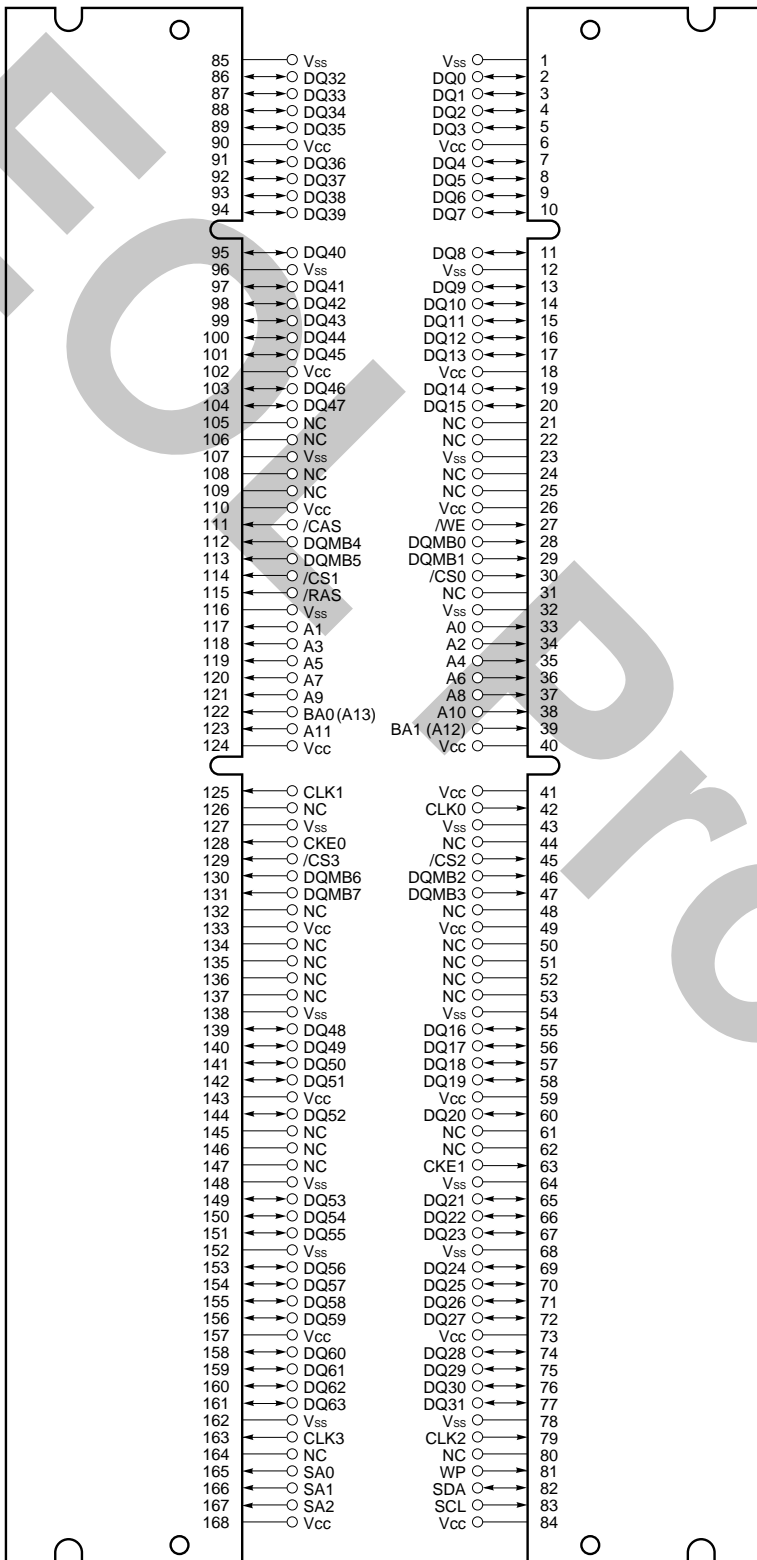 85 Vss Vss 1
86 DQ32 DQ0 2
87 DQ33 DQ1 3
88 DQ34 DQ2 4
89 DQ35 DQ3 5
90 Vcc Vcc 6
91 DQ36 DQ4 7
92 DQ37 DQ5 8
93 DQ38 DQ6 9
94 DQ39 DQ7 10
95 DQ40 DQ8 11
96 Vss Vss 12
97 DQ41 DQ9 13
98 DQ42 DQ10 14
99 DQ43 DQ11 15
100 DQ44 DQ12 16
101 DQ45 DQ13 17
102 Vcc Vcc 18
103 DQ46 DQ14 19
104 DQ47 DQ15 20
105 NC NC 21
106 NC NC 22
107 Vss Vss 23
108 NC NC 24
109 NC NC 25
110 Vcc Vcc 26
111 /CAS /WE 27
112 DQMB4 DQMB0 28
113 DQMB5 DQMB1 29
114 /CS1 /CS0 30
115 /RAS NC 31
116 Vss Vss 32
117 A1 A0 33
118 A3 A2 34
119 A5 A4 35
120 A7 A6 36
121 A9 A8 37
122 BA0 (A13) A10 38
123 A11 BA1 (A12) 39
124 Vcc Vcc 40
125 CLK1 Vcc 41
126 NC CLK0 42
127 Vss Vss 43
128 CKE0 NC 44
129 /CS3 /CS2 45
130 DQMB6 DQMB2 46
131 DQMB7 DQMB3 47
132 NC NC 48
133 Vcc Vcc 49
134 NC NC 50
135 NC NC 51
136 NC NC 52
137 NC NC 53
138 Vss Vss 54
139 DQ48 DQ16 55
140 DQ49 DQ17 56
141 DQ50 DQ18 57
142 DQ51 DQ19 58
143 Vcc Vcc 59
144 DQ52 DQ20 60
145 NC NC 61
146 NC NC 62
147 NC CKE1 63
148 Vss Vss 64
149 DQ53 DQ21 65
150 DQ54 DQ22 66
151 DQ55 DQ23 67
152 Vss Vss 68
153 DQ56 DQ24 69
154 DQ57 DQ25 70
155 DQ58 DQ26 71
156 DQ59 DQ27 72
157 Vcc Vcc 73
158 DQ60 DQ28 74
159 DQ61 DQ29 75
160 DQ62 DQ30 76
161 DQ63 DQ31 77
162 Vss Vss 78
163 CLK3 CLK2 79
164 NC NC 80
165 SA0 WP 81
166 SA1 SDA 82
167 SA2 SCL 83
168 Vcc Vcc 84